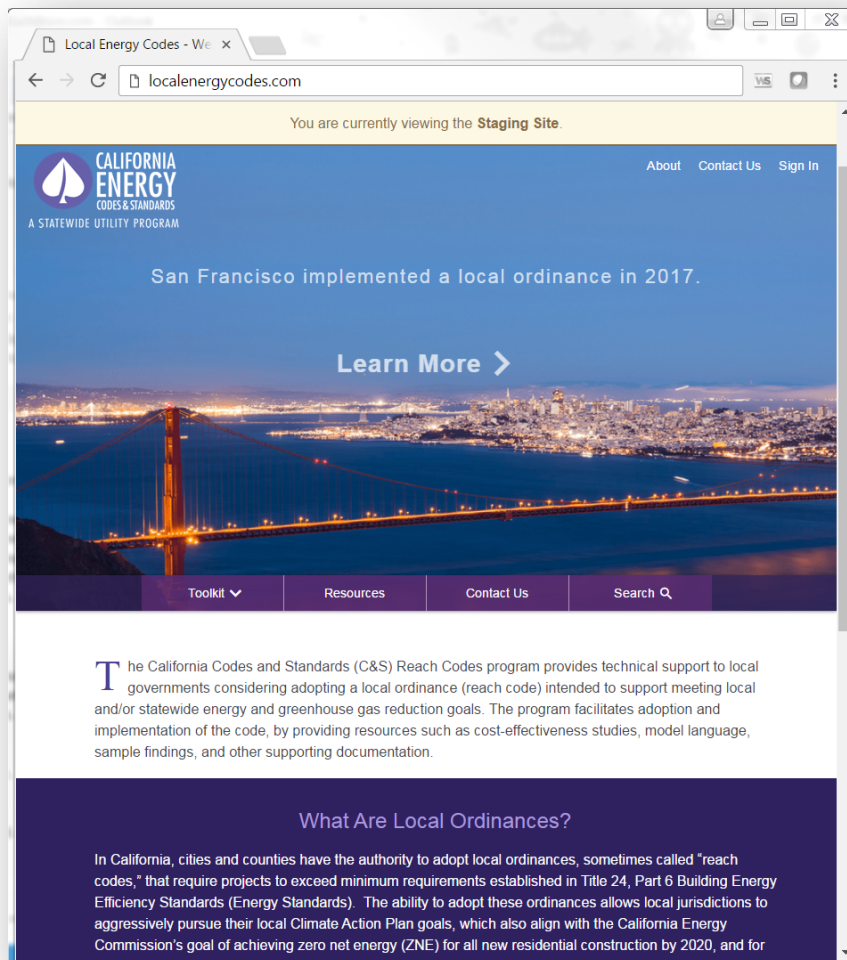 Local Energy Codes - We
localenergycodes.com
WS
You are currently viewing the Staging Site.
CALIFORNIA
ENERGY
CODES & STANDARDS
A STATEWIDE UTILITY PROGRAM
About Contact Us Sign In
San Francisco implemented a local ordinance in 2017.
Learn More
Toolkit Resources Contact Us Search
The California Codes and Standards (C&S) Reach Codes program provides technical support to local
governments considering adopting a local ordinance (reach code) intended to support meeting local
and/or statewide energy and greenhouse gas reduction goals. The program facilitates adoption and
implementation of the code, by providing resources such as cost-effectiveness studies, model language,
sample findings, and other supporting documentation.
What Are Local Ordinances?
In California, cities and counties have the authority to adopt local ordinances, sometimes called “reach
codes,” that require projects to exceed minimum requirements established in Title 24, Part 6 Building Energy
Efficiency Standards (Energy Standards). The ability to adopt these ordinances allows local jurisdictions to
aggressively pursue their local Climate Action Plan goals, which also align with the California Energy
Commission’s goal of achieving zero net energy (ZNE) for all new residential construction by 2020, and for